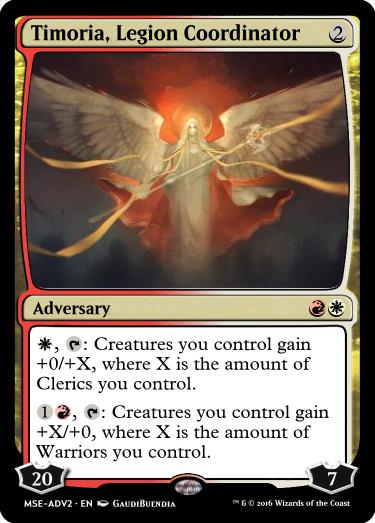 Timoria, Legion Coordinator 2
Adversary
, : Creatures you control gain
+0/+X, where X is the amount of
Clerics you control.
1 , : Creatures you control gain
+X/+0, where X is the amount of
Warriors you control.
20
7
MSE-ADV2 · EN GaudiBuendia
™ & © 2016 Wizards of the Coast